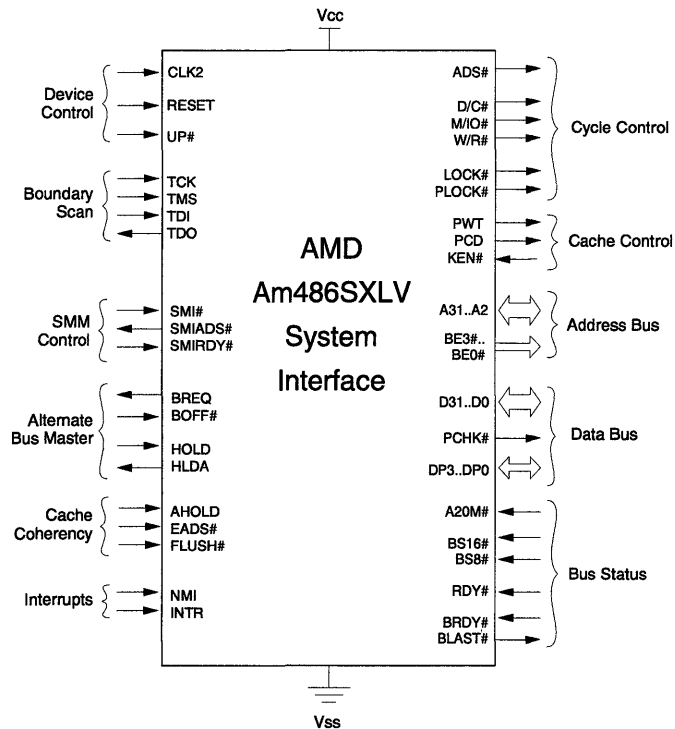 Vcc
Device
Control
CLK2
RESET
UP#
Boundary
Scan
TCK
TMS
TDI
TDO
SMM
Control
SMI#
SMIADS#
SMIRDY#
Alternate
Bus Master
BREQ
BOFF#
HOLD
HLDA
Cache
Coherency
AHOLD
EADS#
FLUSH#
Interrupts
NMI
INTR
AMD
Am486SXLV
System
Interface
ADS#
D/C#
M/IO#
W/R#
LOCK#
PLOCK#
Cycle Control
PWT
PCD
KEN#
Cache Control
A31..A2
BE3#..
BE0#
Address Bus
D31..D0
PCHK#
DP3..DP0
Data Bus
A20M#
BS16#
BS8#
RDY#
BRDY#
BLAST#
Bus Status
Vss